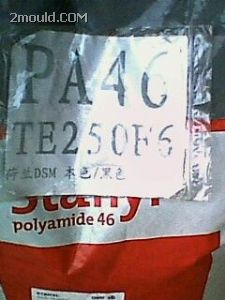 2mould.com
PA46
TE250F6
荷兰DSM 本色/黑色
Stanyl
Polyamide 46